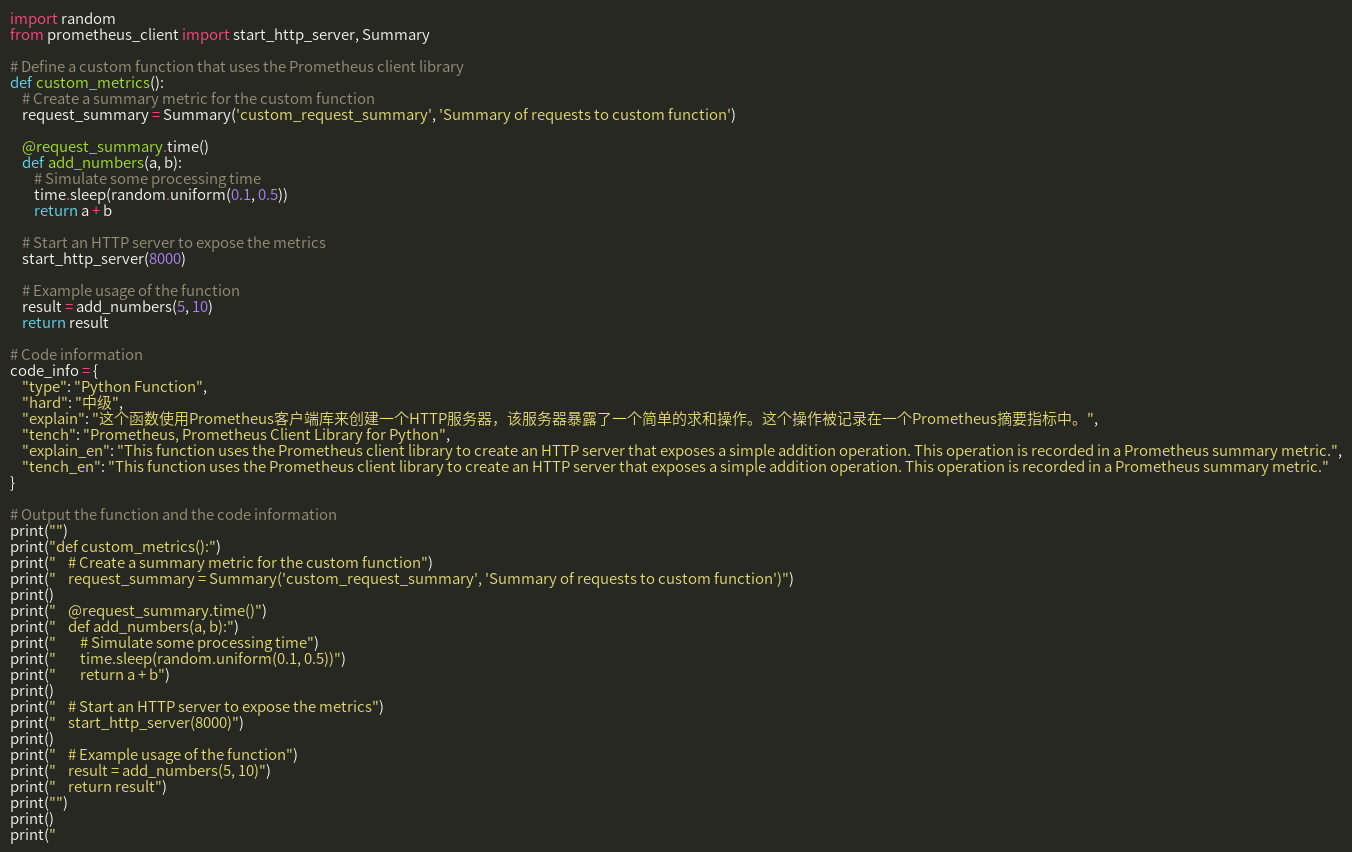 import random
from prometheus_client import start_http_server, Summary

# Define a custom function that uses the Prometheus client library
def custom_metrics():
    # Create a summary metric for the custom function
    request_summary = Summary('custom_request_summary', 'Summary of requests to custom function')

    @request_summary.time()
    def add_numbers(a, b):
        # Simulate some processing time
        time.sleep(random.uniform(0.1, 0.5))
        return a + b

    # Start an HTTP server to expose the metrics
    start_http_server(8000)

    # Example usage of the function
    result = add_numbers(5, 10)
    return result

# Code information
code_info = {
    "type": "Python Function",
    "hard": "中级",
    "explain": "这个函数使用Prometheus客户端库来创建一个HTTP服务器，该服务器暴露了一个简单的求和操作。这个操作被记录在一个Prometheus摘要指标中。",
    "tench": "Prometheus, Prometheus Client Library for Python",
    "explain_en": "This function uses the Prometheus client library to create an HTTP server that exposes a simple addition operation. This operation is recorded in a Prometheus summary metric.",
    "tench_en": "This function uses the Prometheus client library to create an HTTP server that exposes a simple addition operation. This operation is recorded in a Prometheus summary metric."
}

# Output the function and the code information
print("")
print("def custom_metrics():")
print("    # Create a summary metric for the custom function")
print("    request_summary = Summary('custom_request_summary', 'Summary of requests to custom function')")
print()
print("    @request_summary.time()")
print("    def add_numbers(a, b):")
print("        # Simulate some processing time")
print("        time.sleep(random.uniform(0.1, 0.5))")
print("        return a + b")
print()
print("    # Start an HTTP server to expose the metrics")
print("    start_http_server(8000)")
print()
print("    # Example usage of the function")
print("    result = add_numbers(5, 10)")
print("    return result")
print("")
print()
print("